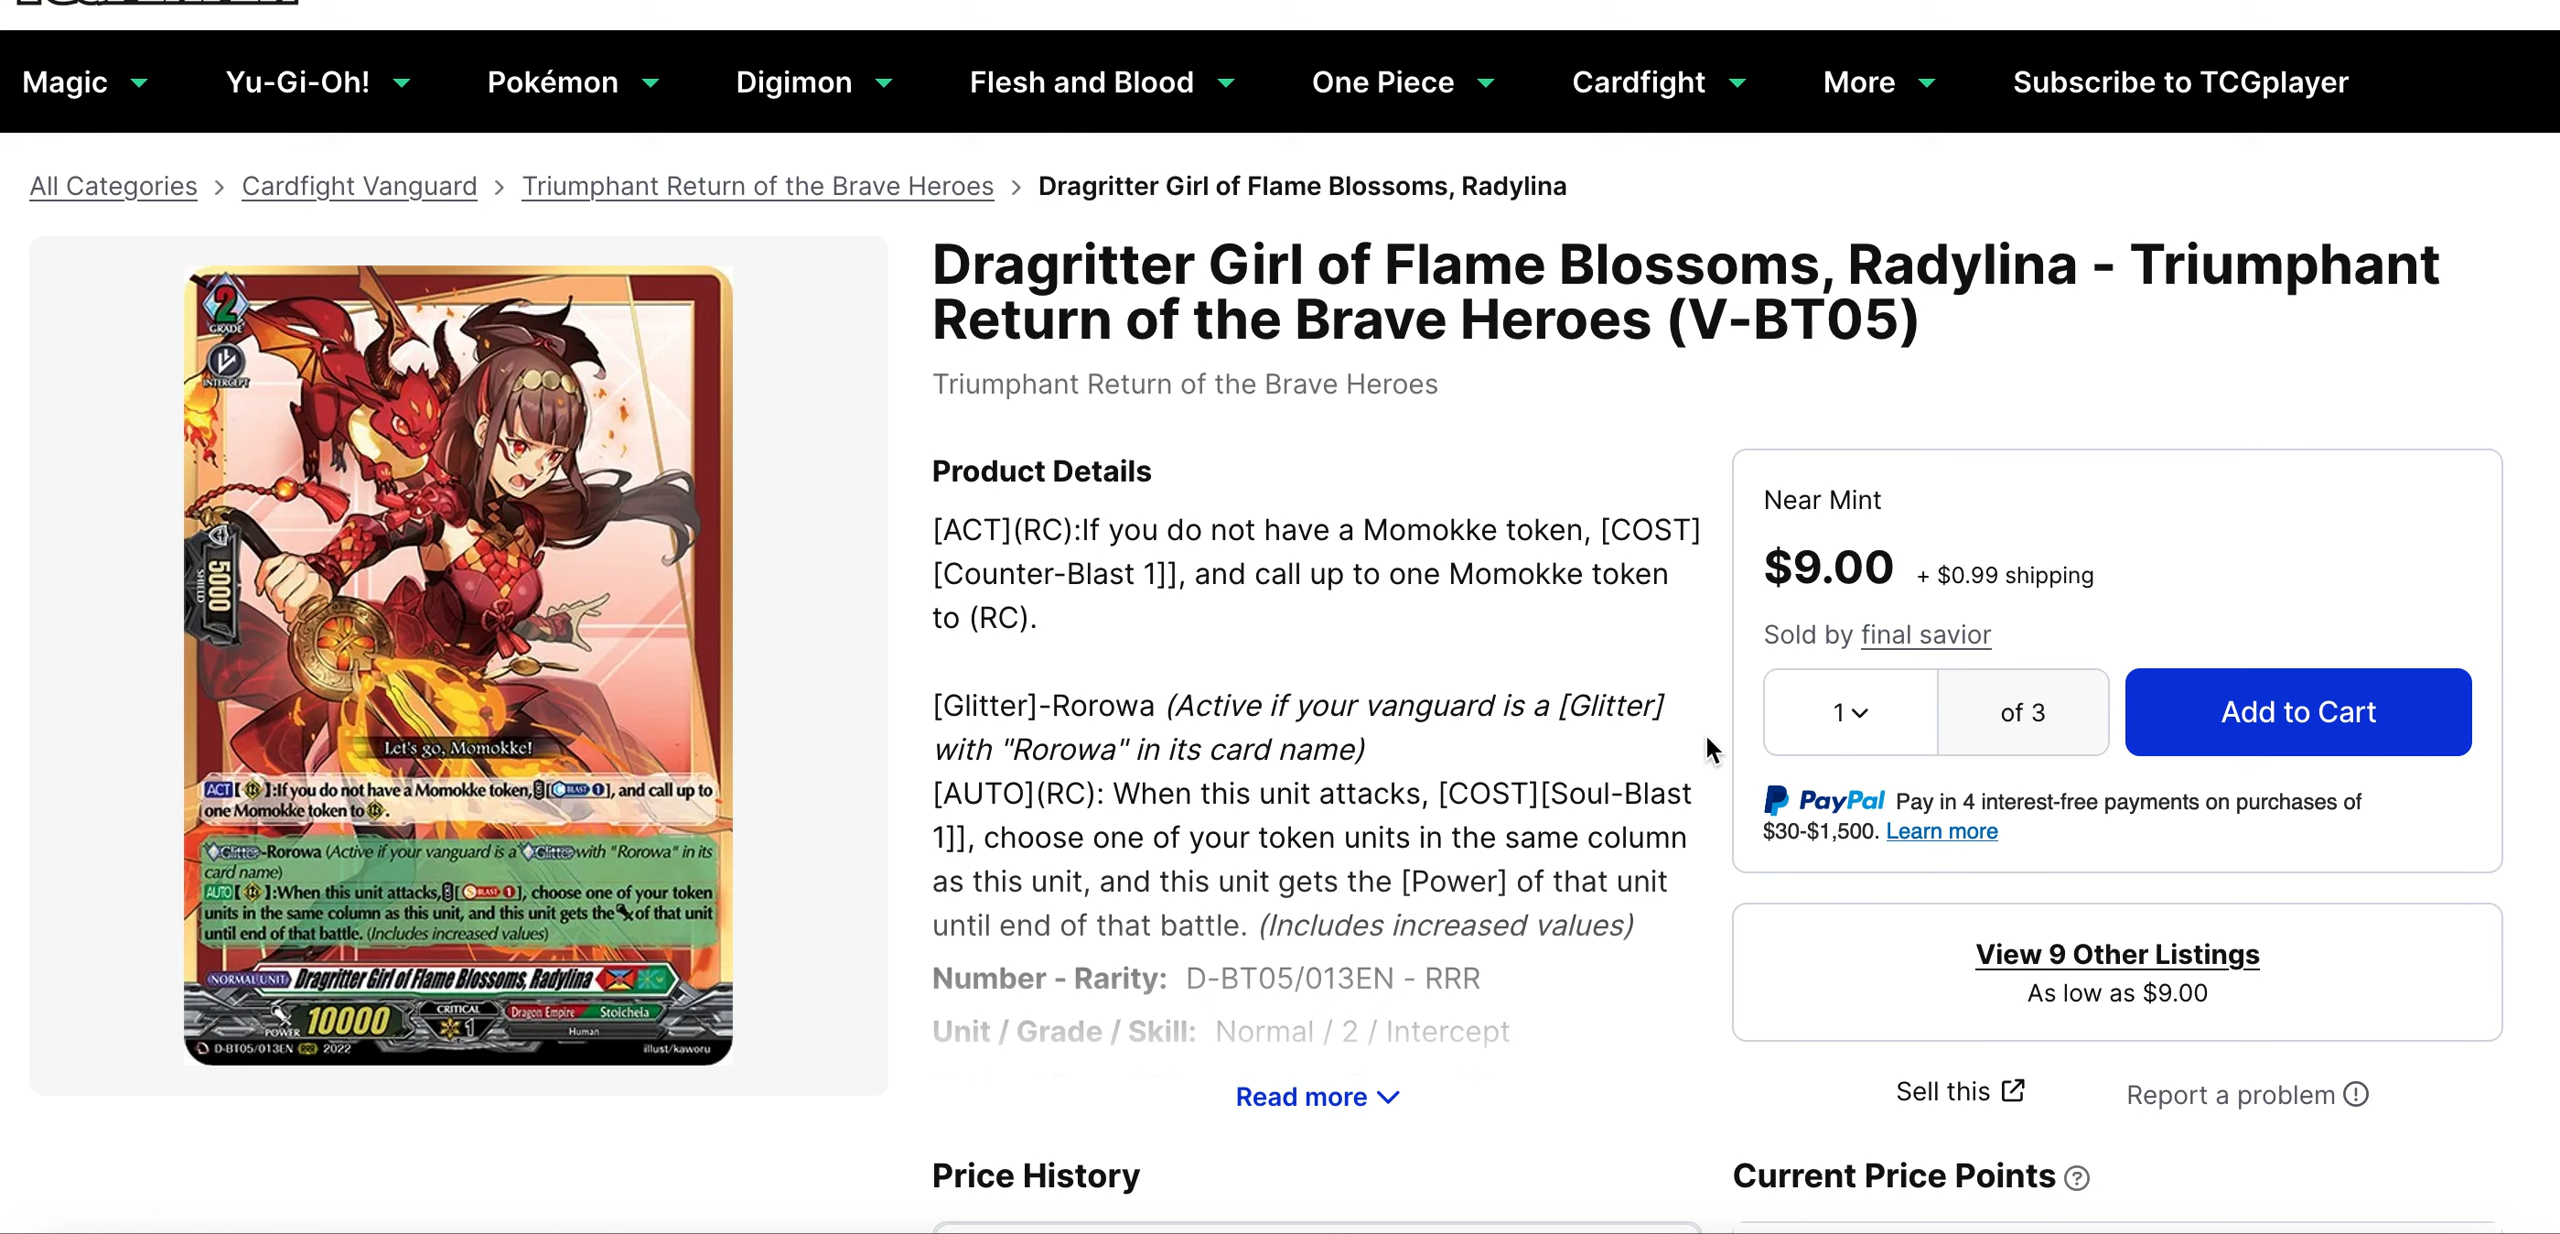 Magic
Yu-Gi-Oh!
Pokémon
Digimon
Flesh and Blood
One Piece
Cardfight
More
Subscribe to TCGplayer
All Categories > Cardfight Vanguard > Triumphant Return of the Brave Heroes > Dragritter Girl of Flame Blossoms, Radylina
2
GRADE
INTERCEPT
5000
SHIELD
Let's go, Momokke!
ACT[ ]:If you do not have a Momokke token, [BLAST 1], and call up to
one Momokke token to .
Glitter-Rorowa (Active if your vanguard is a Glitter with "Rorowa" in its
card name)
AUTO[ ]:When this unit attacks, [S BLAST 1], choose one of your token
units in the same column as this unit, and this unit gets the of that unit
until end of that battle. (Includes increased values)
NORMAL UNIT Dragritter Girl of Flame Blossoms, Radylina
POWER 10000 CRITICAL 1 Dragon Empire Stoicheia
Human
D-BT05/013EN RRR 2022 illust/kaworu
Dragritter Girl of Flame Blossoms, Radylina - Triumphant
Return of the Brave Heroes (V-BT05)
Triumphant Return of the Brave Heroes
Product Details
[ACT](RC):If you do not have a Momokke token, [COST]
[Counter-Blast 1]], and call up to one Momokke token
to (RC).
[Glitter]-Rorowa (Active if your vanguard is a [Glitter]
with "Rorowa" in its card name)
[AUTO](RC): When this unit attacks, [COST][Soul-Blast
1]], choose one of your token units in the same column
as this unit, and this unit gets the [Power] of that unit
until end of that battle. (Includes increased values)
Number - Rarity: D-BT05/013EN - RRR
Unit / Grade / Skill: Normal / 2 / Intercept
Read more
Near Mint
$9.00 + $0.99 shipping
Sold by final savior
1 of 3
Add to Cart
PayPal Pay in 4 interest-free payments on purchases of
$30-$1,500. Learn more
View 9 Other Listings
As low as $9.00
Sell this
Report a problem
Price History
Current Price Points